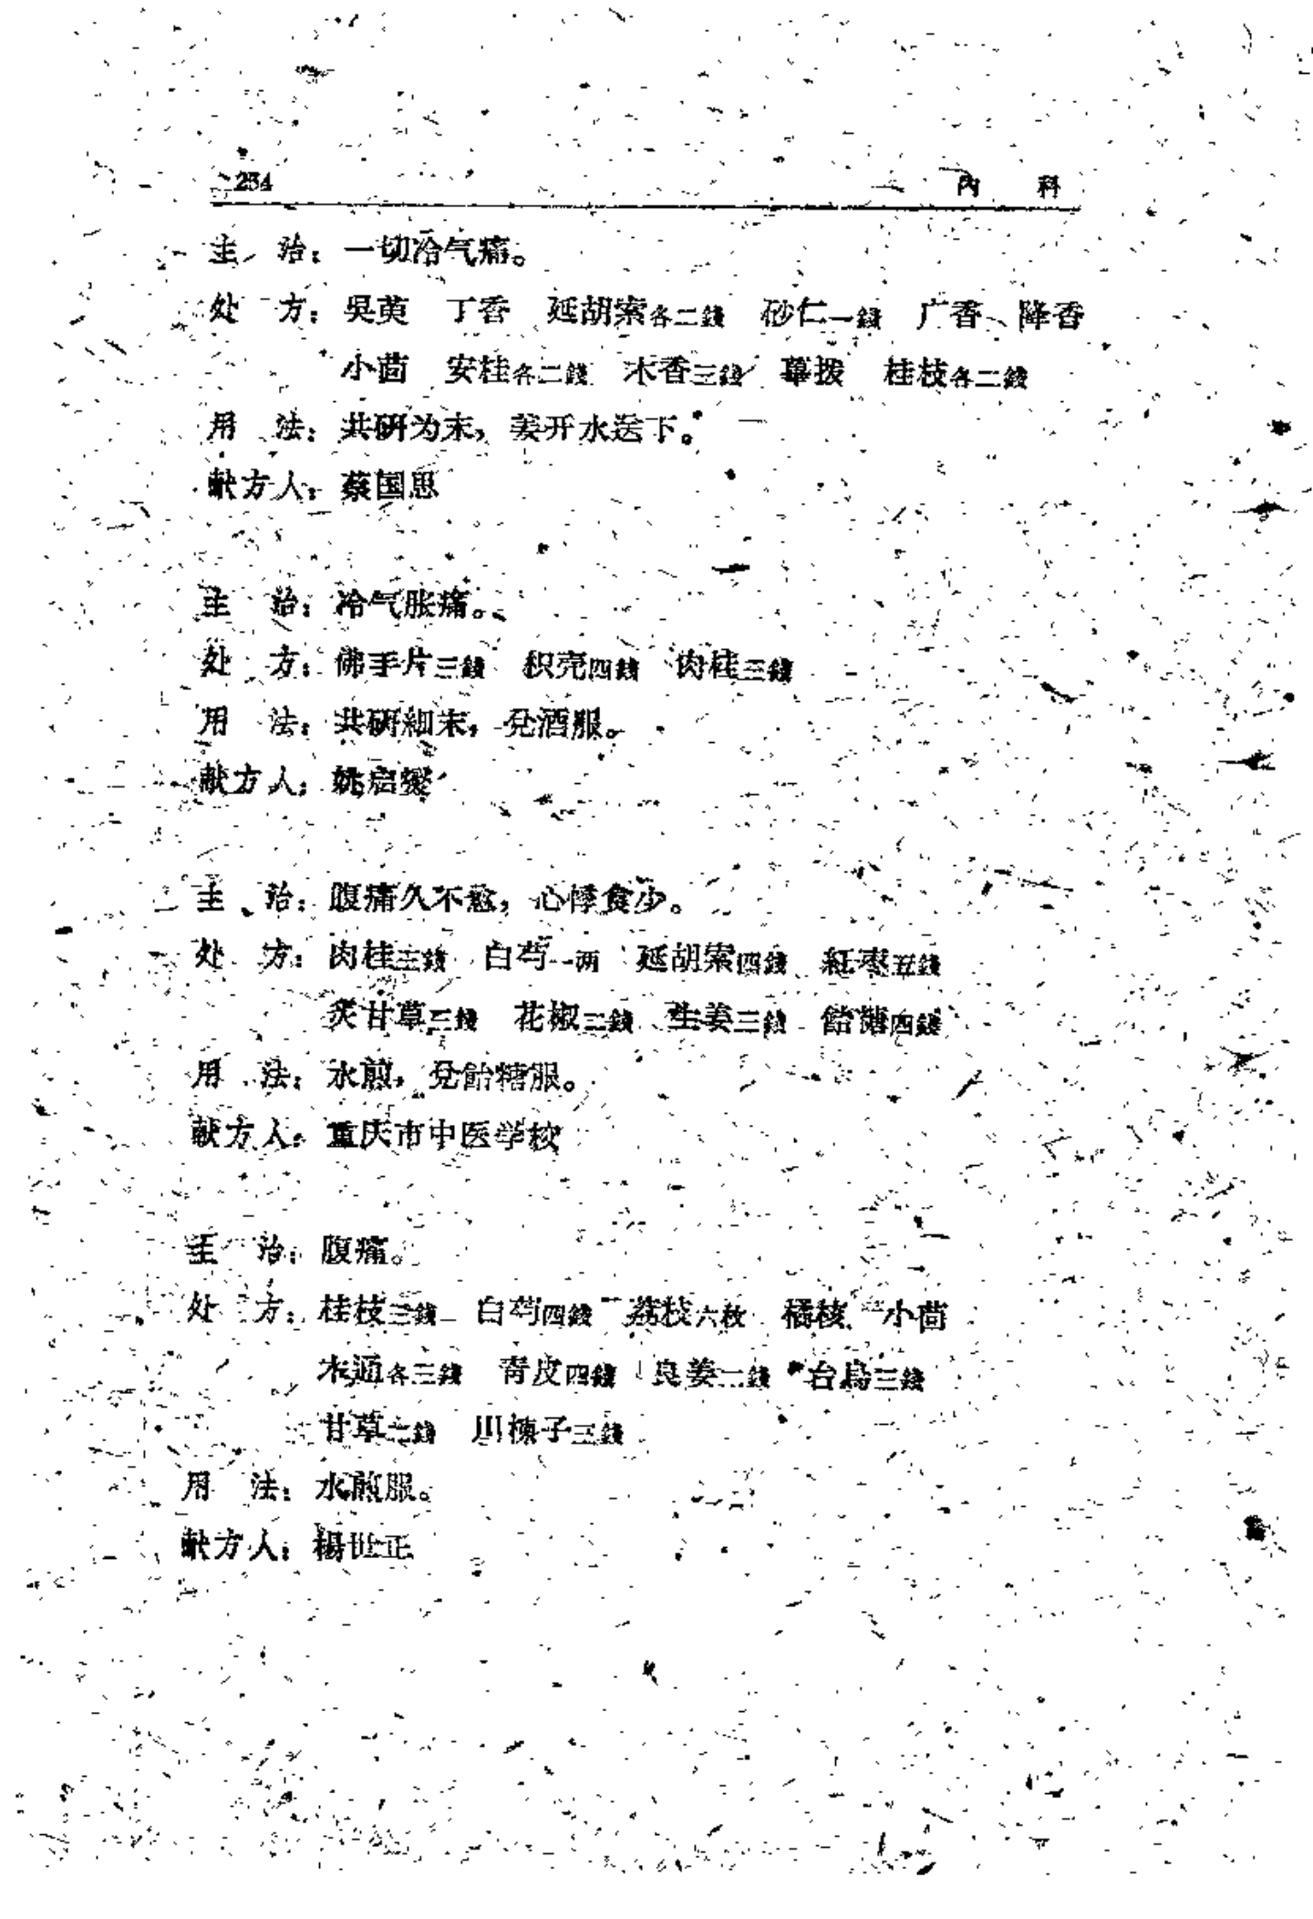 254　内　科
主　治：一切冷气痛。
处　方：吳萸　丁香　延胡索各二錢　砂仁一錢　广香　降香
小茴　安桂各二錢　木香三錢　蓽拨　桂枝各二錢
用　法：共研为末，姜开水送下。
献方人：蔡国思
主　治：冷气胀痛。
处　方：佛手片三錢　枳壳四錢　肉桂三錢
用　法：共研細末，兌酒服。
献方人：姚启燮
主　治：腹痛久不愈，心悸食少。
处　方：肉桂三錢　白芍一两　延胡索四錢　紅枣五錢
炙甘草三錢　花椒二錢　生姜三錢　飴糖四錢
用　法：水煎，兌飴糖服。
献方人：重庆市中医学校
主　治：腹痛。
处　方：桂枝三錢　白芍四錢　荔枝六枚　橘核　小茴
木通各三錢　青皮四錢　良姜二錢　台烏三錢
甘草二錢　川楝子三錢
用　法：水煎服。
献方人：楊世正